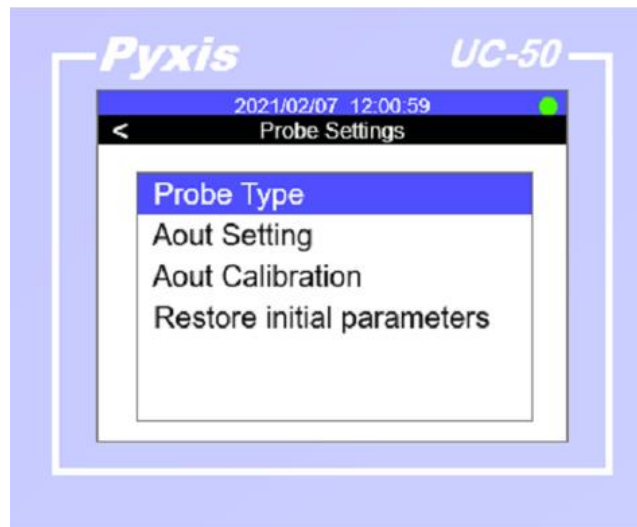 Pyxis UC-50
2021/02/07 12:00:59
< Probe Settings
Probe Type
Aout Setting
Aout Calibration
Restore initial parameters